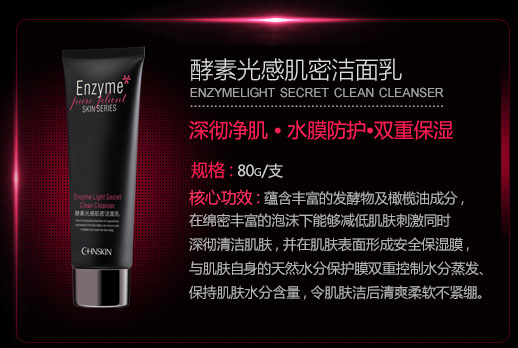 Enzyme*
pure plant
SKIN SERIES
Enzyme Light Secret
Clean Cleanser
酵素光感肌密洁面乳
C·HNSKIN
酵素光感肌密洁面乳
ENZYMELIGHT SECRET CLEAN CLEANSER
深彻净肌·水膜防护·双重保湿
规格：80G/支
核心功效：蕴含丰富的发酵物及橄榄油成分，
在绵密丰富的泡沫下能够减低肌肤刺激同时
深彻清洁肌肤，并在肌肤表面形成安全保湿膜，
与肌肤自身的天然水分保护膜双重控制水分蒸发、
保持肌肤水分含量，令肌肤洁后清爽柔软不紧绷。